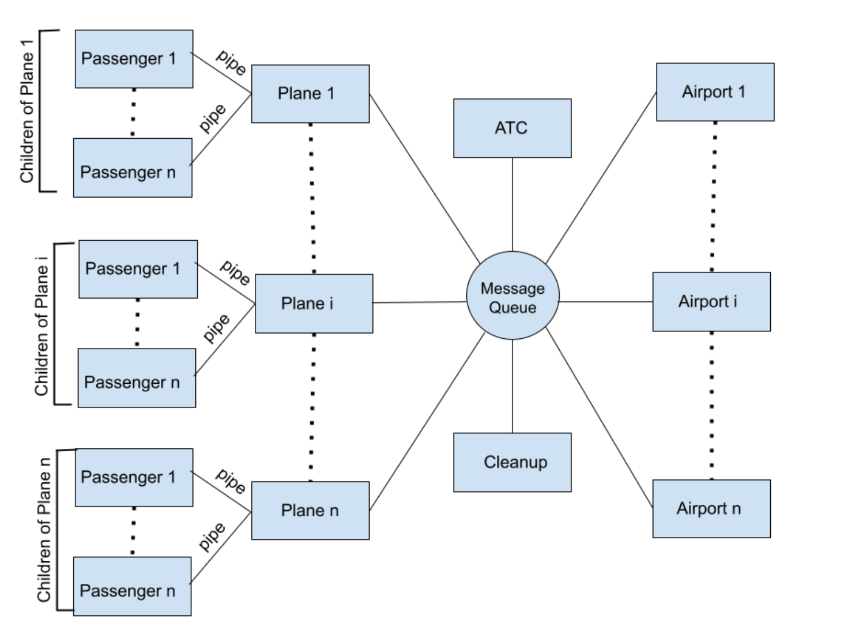 Children of Plane 1
Passenger 1
Passenger n
pipe
pipe
Plane 1
ATC
Airport 1
Children of Plane i
Passenger 1
Passenger n
pipe
pipe
Plane i
Message
Queue
Airport i
Children of Plane n
Passenger 1
Passenger n
pipe
pipe
Plane n
Cleanup
Airport n